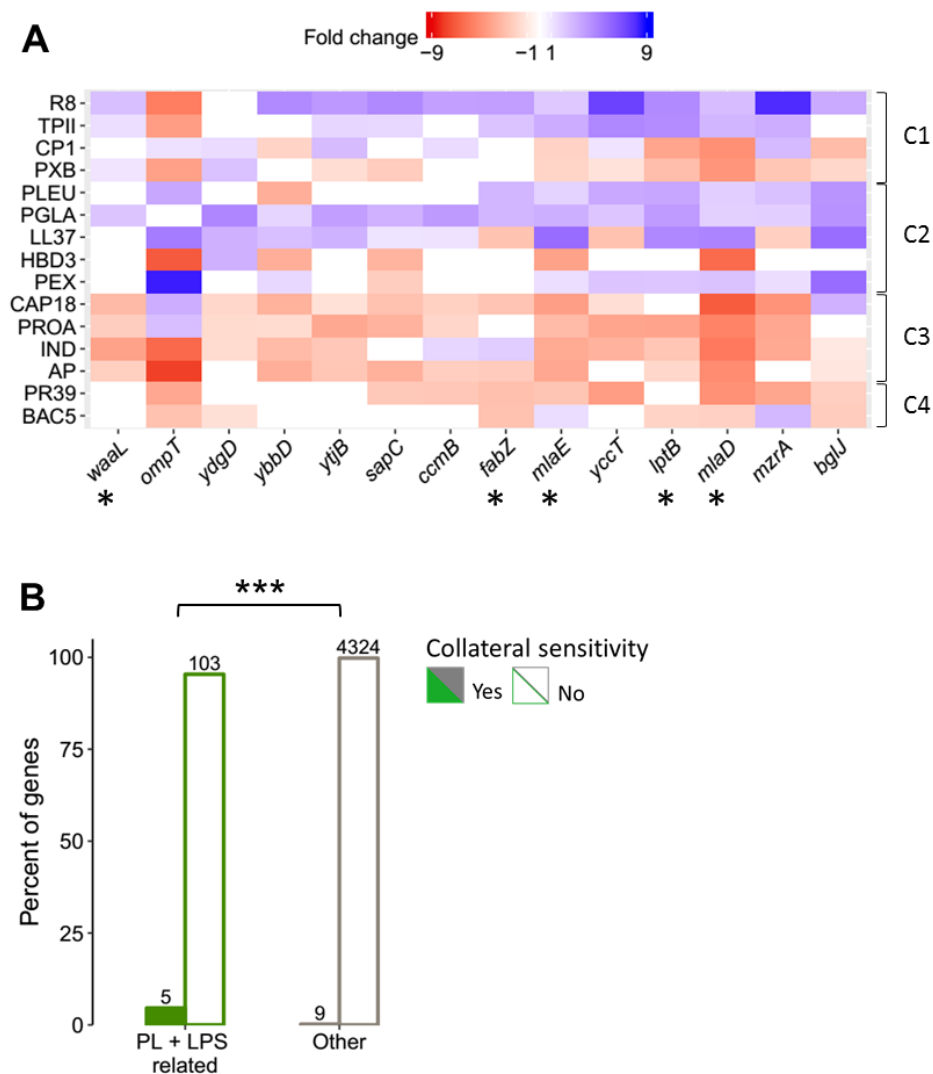 A
Fold change
−9 −1 1 9
R8
TPII
CP1
PXB
PLEU
PGLA
LL37
HBD3
PEX
CAP18
PROA
IND
AP
PR39
BAC5
C1
C2
C3
C4
waaL ompT ydgD ybbD ytjB sapC ccmB fabZ mlaE yccT lptB mlaD mzrA bglJ
* * * * *
B
***
Percent of genes
100
75
50
25
0
103
5
4324
9
PL + LPS
related
Other
Collateral sensitivity
Yes No